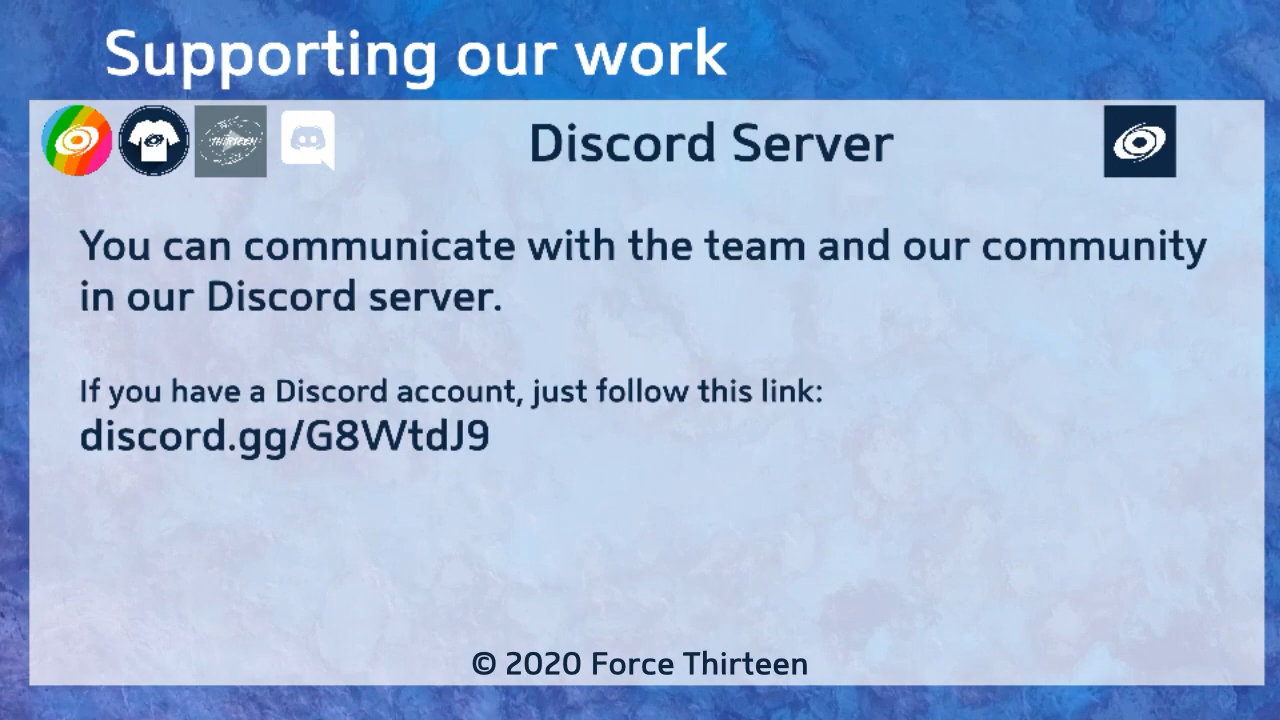 Supporting our work
THIRTEEN
Discord Server
You can communicate with the team and our community
in our Discord server.
If you have a Discord account, just follow this link:
discord.gg/G8WtdJ9
© 2020 Force Thirteen